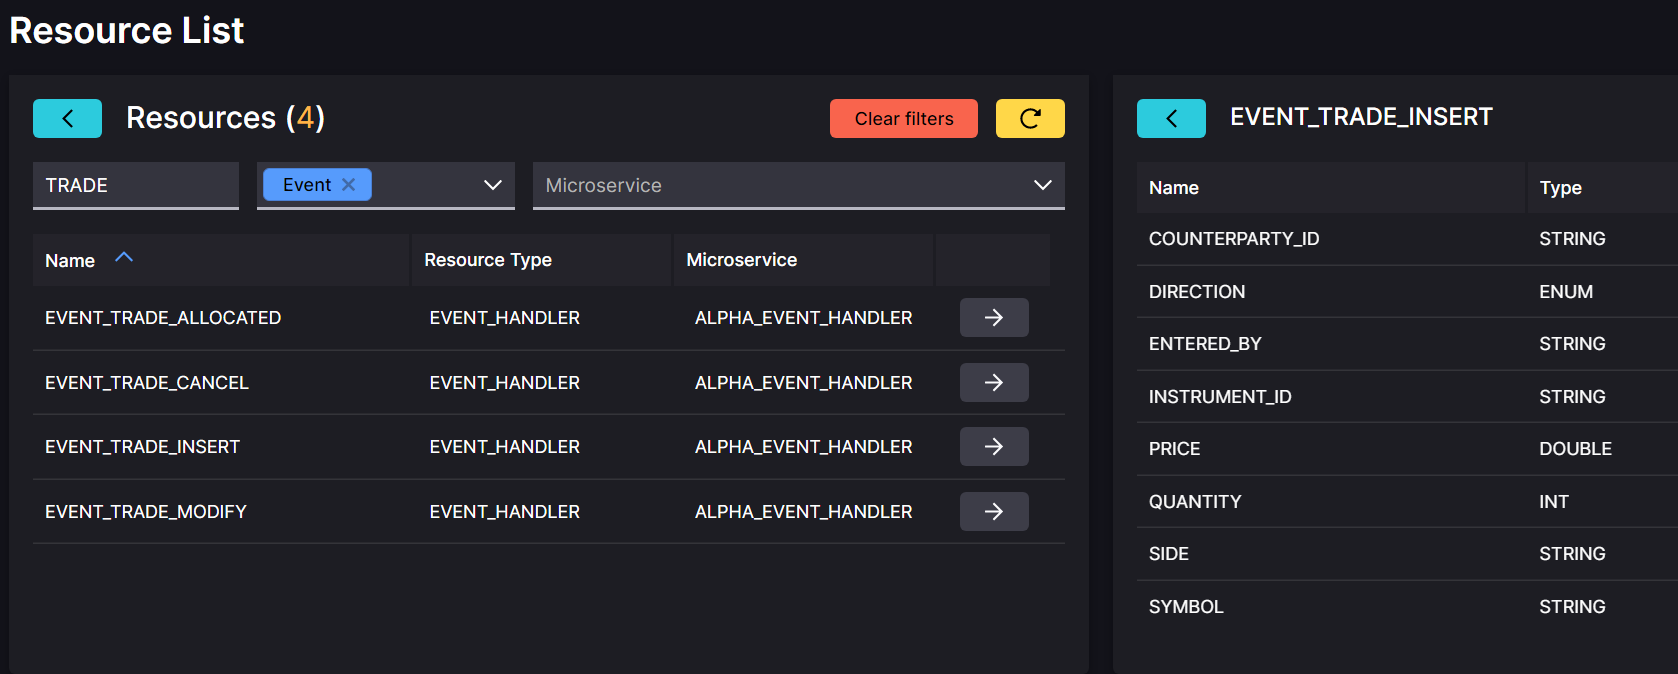 Resource List
Resources (4)
Clear filters
TRADE
Event
Microservice
Name
Resource Type
Microservice
EVENT_TRADE_ALLOCATED
EVENT_HANDLER
ALPHA_EVENT_HANDLER
EVENT_TRADE_CANCEL
EVENT_HANDLER
ALPHA_EVENT_HANDLER
EVENT_TRADE_INSERT
EVENT_HANDLER
ALPHA_EVENT_HANDLER
EVENT_TRADE_MODIFY
EVENT_HANDLER
ALPHA_EVENT_HANDLER
EVENT_TRADE_INSERT
Name
Type
COUNTERPARTY_ID
STRING
DIRECTION
ENUM
ENTERED_BY
STRING
INSTRUMENT_ID
STRING
PRICE
DOUBLE
QUANTITY
INT
SIDE
STRING
SYMBOL
STRING